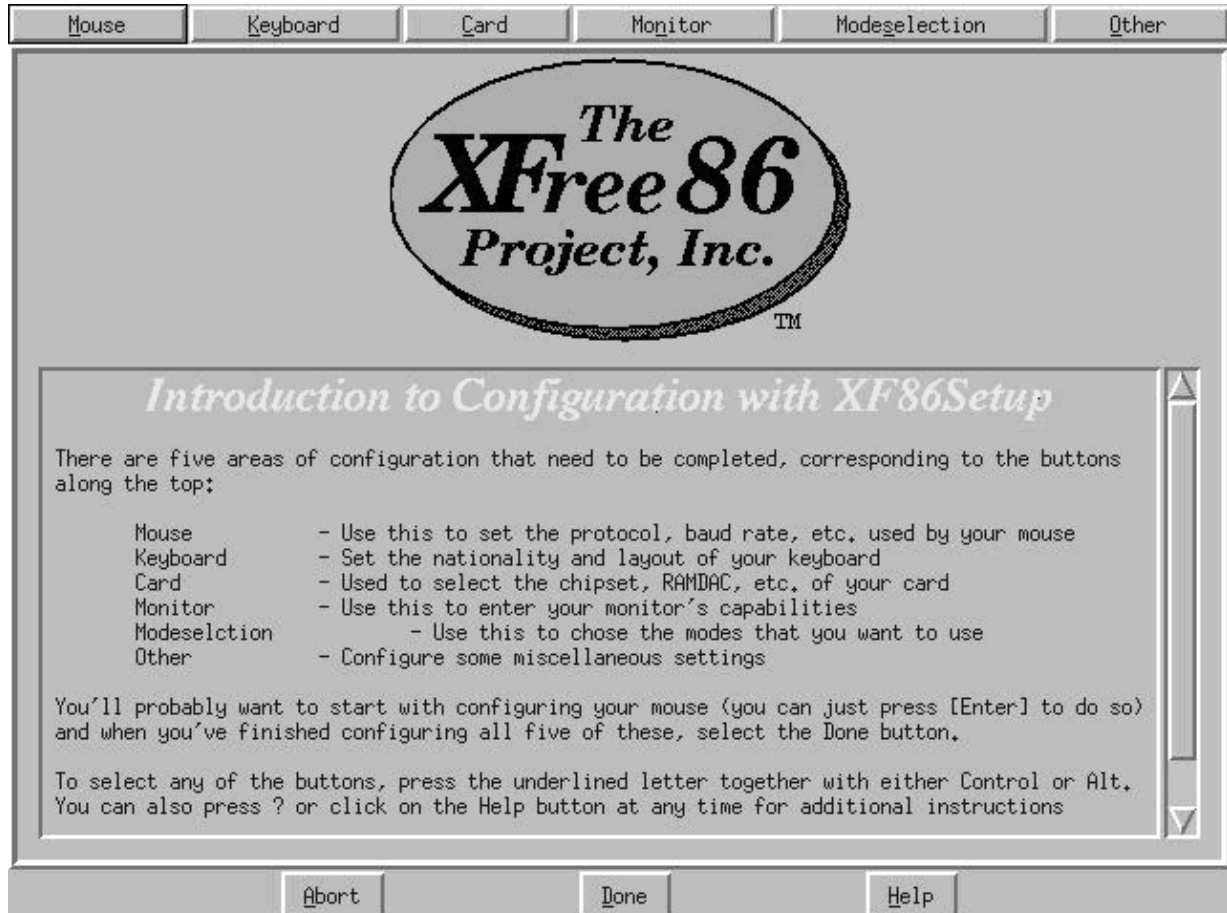 Mouse Keyboard Card Monitor Modeselection Other
The
XFree86
Project, Inc.
TM
Introduction to Configuration with XF86Setup
There are five areas of configuration that need to be completed, corresponding to the buttons
along the top:
Mouse - Use this to set the protocol, baud rate, etc. used by your mouse
Keyboard - Set the nationality and layout of your keyboard
Card - Used to select the chipset, RAMDAC, etc. of your card
Monitor - Use this to enter your monitor's capabilities
Modeselction - Use this to chose the modes that you want to use
Other - Configure some miscellaneous settings
You'll probably want to start with configuring your mouse (you can just press [Enter] to do so)
and when you've finished configuring all five of these, select the Done button.
To select any of the buttons, press the underlined letter together with either Control or Alt.
You can also press ? or click on the Help button at any time for additional instructions
Abort Done Help